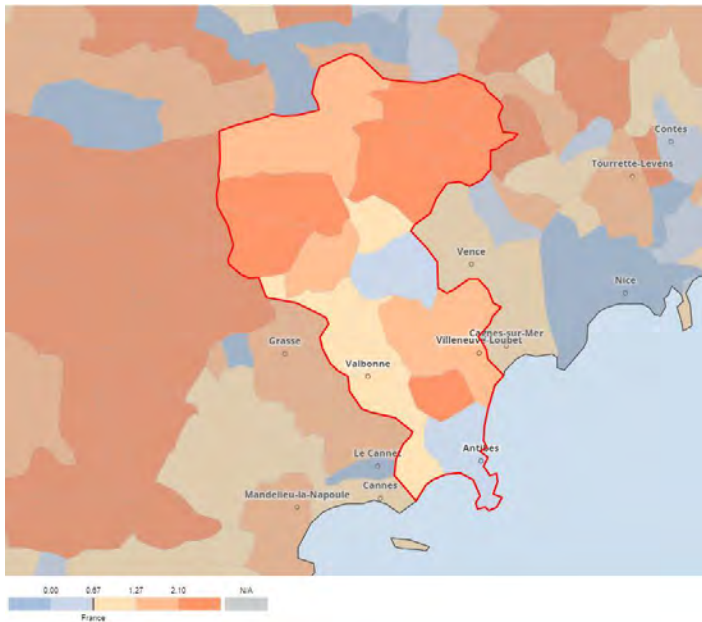 Contes
Tourrette-Levens
Vence
Nice
Cagnes-sur-Mer
Villeneuve-Loubet
Grasse
Valbonne
Le Cannet
Antibes
Cannes
Mandelieu-la-Napoule
0.00 0.67 1.27 2.10 N/A
France